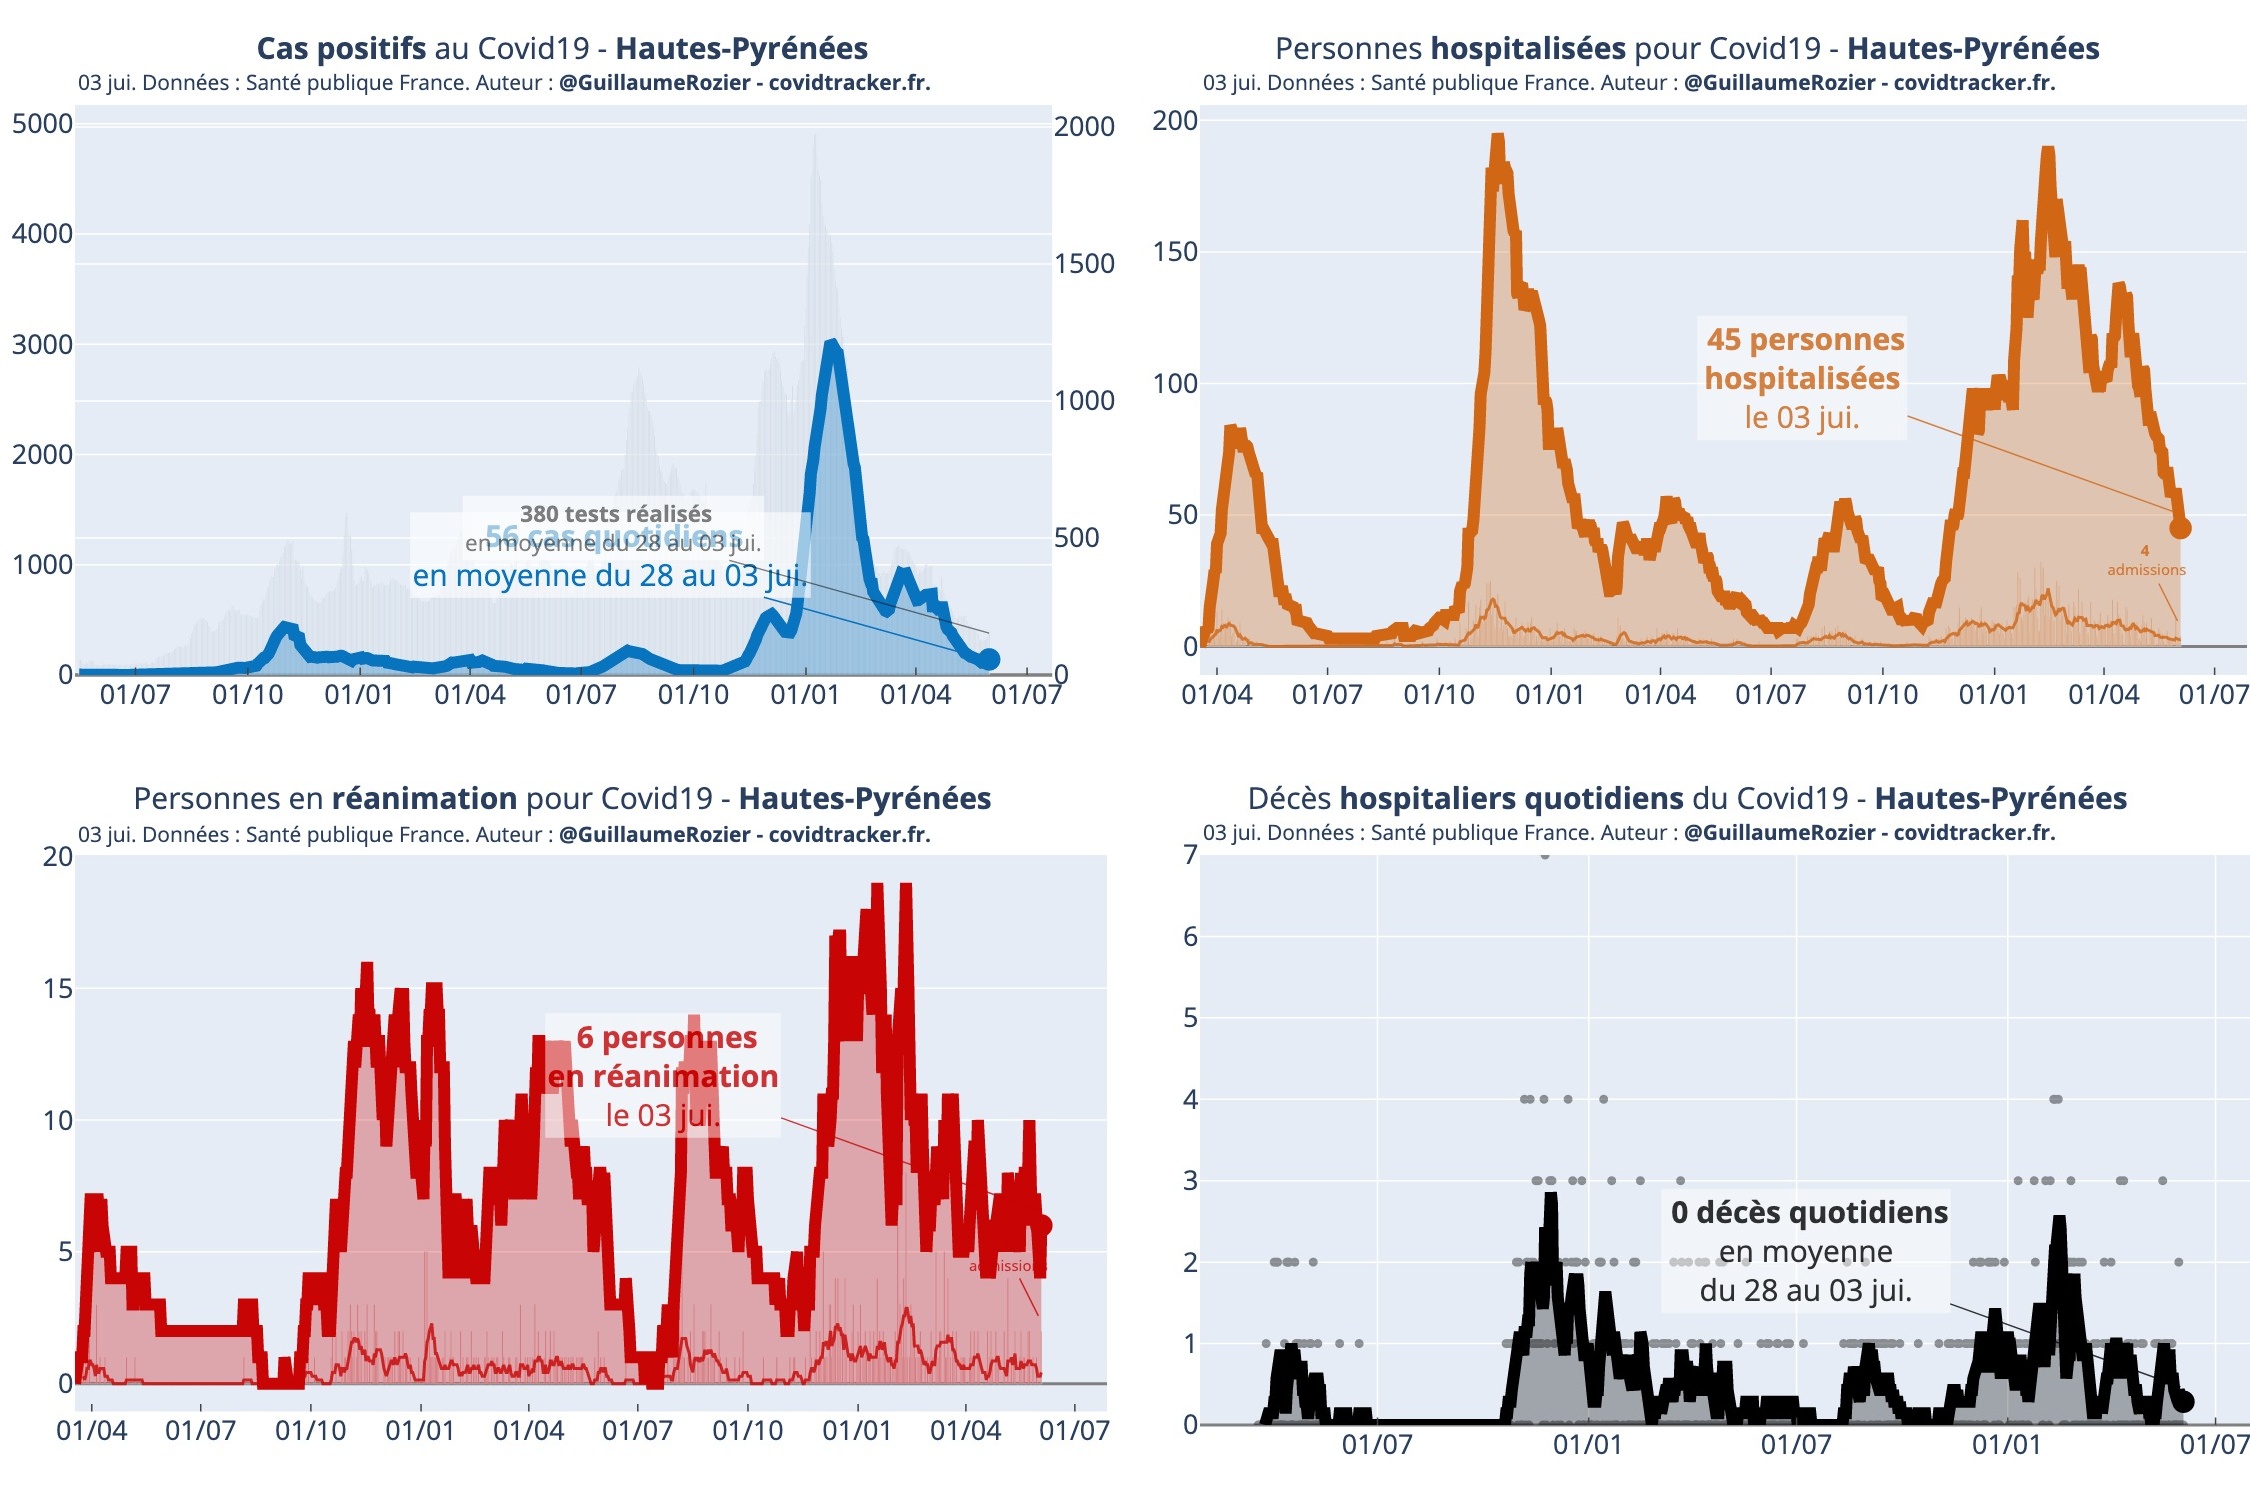 Cas positifs au Covid19 - Hautes-Pyrénées
03 jui. Données : Santé publique France. Auteur : @GuillaumeRozier - covidtracker.fr.
5000
4000
3000
2000
1000
0
2000
1500
1000
500
0
380 tests réalisés
en moyenne du 28 au 03 jui.
56 cas quotidiens
en moyenne du 28 au 03 jui.
01/07 01/10 01/01 01/04 01/07 01/10 01/01 01/04 01/07
Personnes hospitalisées pour Covid19 - Hautes-Pyrénées
03 jui. Données : Santé publique France. Auteur : @GuillaumeRozier - covidtracker.fr.
200
150
100
50
0
45 personnes
hospitalisées
le 03 jui.
4
admissions
01/04 01/07 01/10 01/01 01/04 01/07 01/10 01/01 01/04 01/07
Personnes en réanimation pour Covid19 - Hautes-Pyrénées
03 jui. Données : Santé publique France. Auteur : @GuillaumeRozier - covidtracker.fr.
20
15
10
5
0
6 personnes
en réanimation
le 03 jui.
admissions
01/04 01/07 01/10 01/01 01/04 01/07 01/10 01/01 01/04 01/07
Décès hospitaliers quotidiens du Covid19 - Hautes-Pyrénées
03 jui. Données : Santé publique France. Auteur : @GuillaumeRozier - covidtracker.fr.
7
6
5
4
3
2
1
0
0 décès quotidiens
en moyenne
du 28 au 03 jui.
01/07 01/01 01/07 01/01 01/07